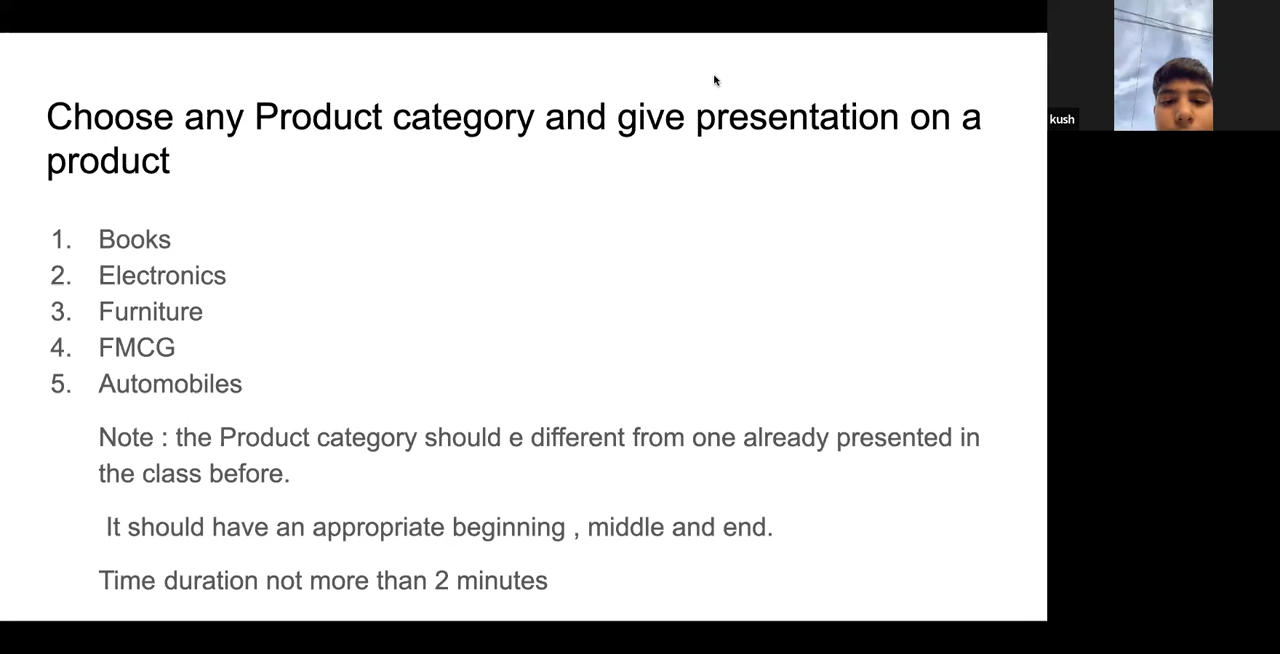 Choose any Product category and give presentation on a
product
1. Books
2. Electronics
3. Furniture
4. FMCG
5. Automobiles
Note : the Product category should e different from one already presented in
the class before.
It should have an appropriate beginning , middle and end.
Time duration not more than 2 minutes
kush